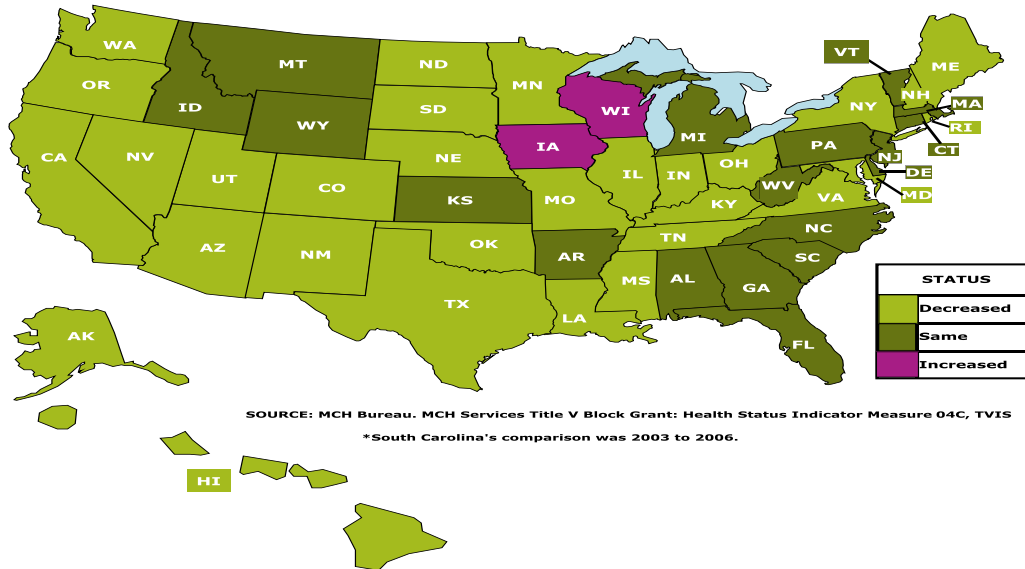 WA
MT
ND
MN
VT
ME
OR
ID
WY
SD
WI
MI
NY
NH
MA
RI
CT
CA
NV
UT
CO
NE
IA
IL
IN
OH
PA
NJ
DE
MD
KS
MO
KY
WV
VA
AZ
NM
OK
AR
TN
NC
SC
TX
LA
MS
AL
GA
FL
AK
HI
STATUS
Decreased
Same
Increased
SOURCE: MCH Bureau. MCH Services Title V Block Grant: Health Status Indicator Measure 04C, TVIS
*South Carolina's comparison was 2003 to 2006.